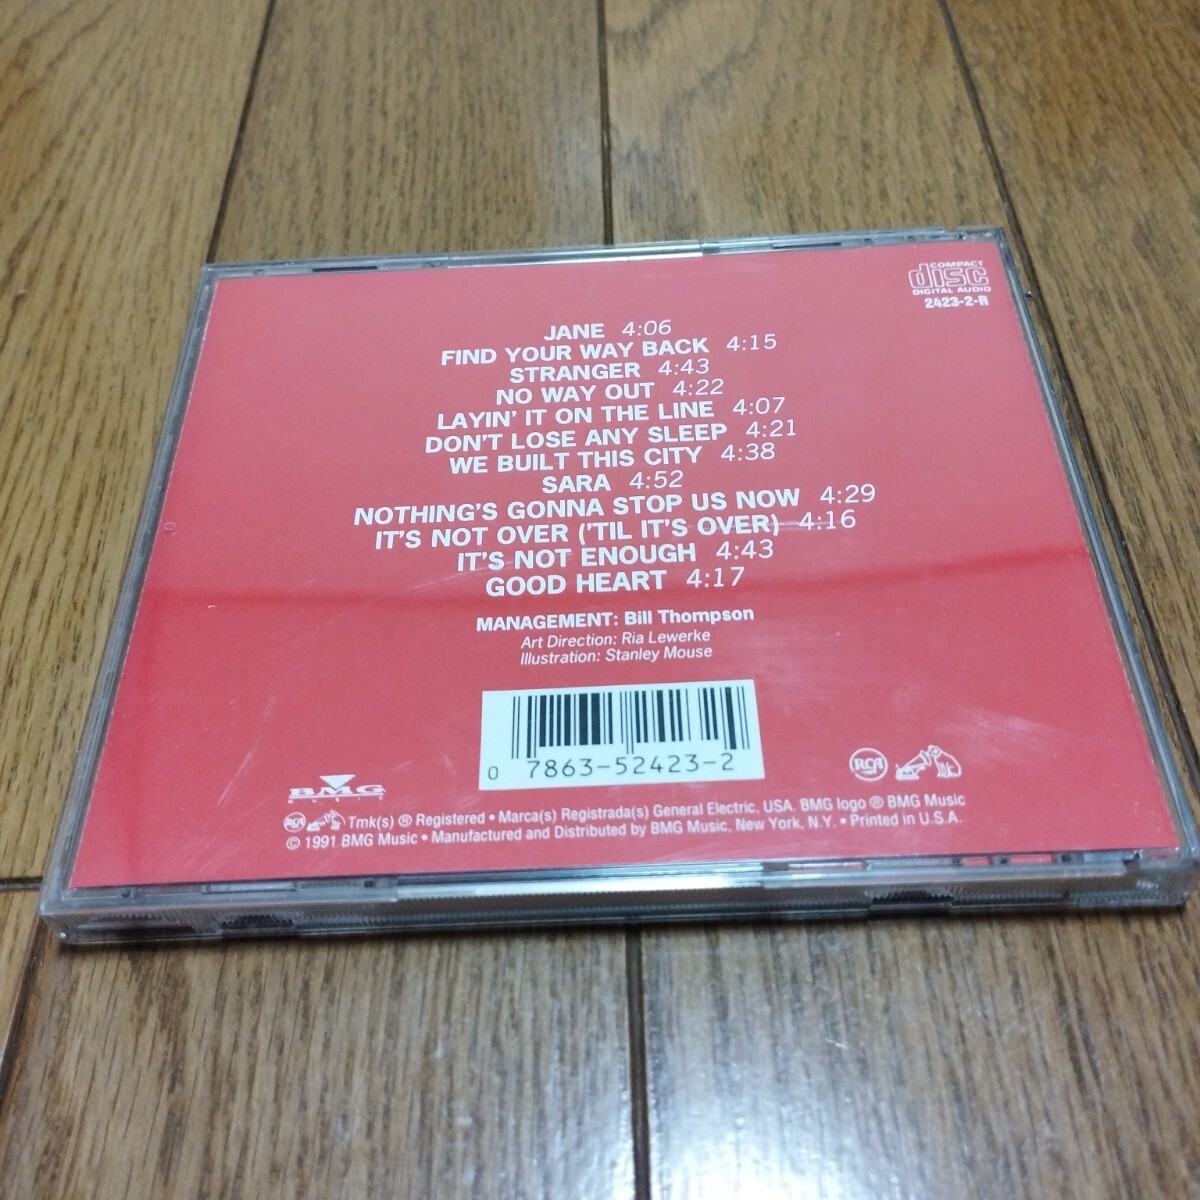 COMPACT
disc
DIGITAL AUDIO
2423-2-R
JANE 4:06
FIND YOUR WAY BACK 4:15
STRANGER 4:43
NO WAY OUT 4:22
LAYIN' IT ON THE LINE 4:07
DON'T LOSE ANY SLEEP 4:21
WE BUILT THIS CITY 4:38
SARA 4:52
NOTHING'S GONNA STOP US NOW 4:29
IT'S NOT OVER ('TIL IT'S OVER) 4:16
IT'S NOT ENOUGH 4:43
GOOD HEART 4:17
MANAGEMENT: Bill Thompson
Art Direction: Ria Lewerke
Illustration: Stanley Mouse
0 7863-52423-2
BMG
MUSIC
RCA
RCA Tmk(s) ® Registered • Marca(s) Registrada(s) General Electric, USA. BMG logo ® BMG Music
© 1991 BMG Music • Manufactured and Distributed by BMG Music, New York, N.Y. • Printed in U.S.A.